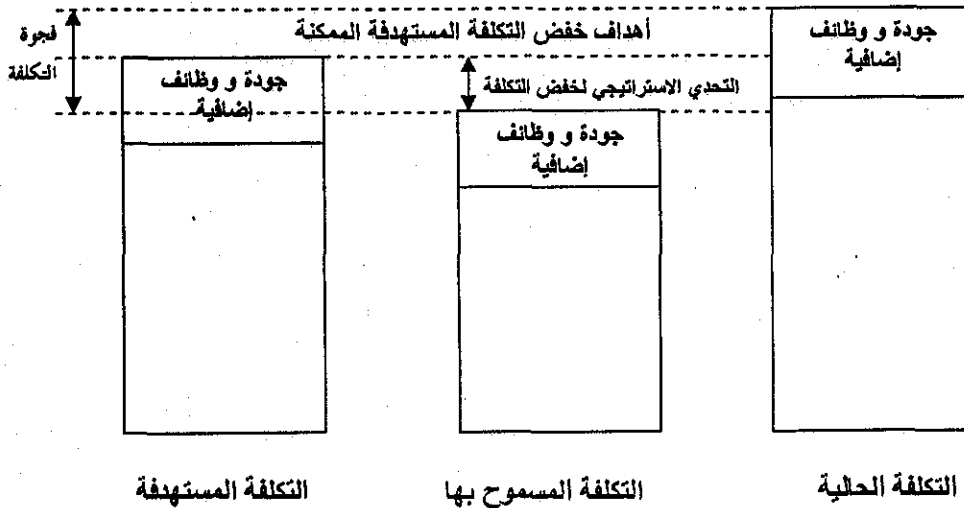 فجوة
التكلفة
أهداف خفض التكلفة المستهدفة الممكنة
جودة و وظائف
إضافية
جودة و وظائف
إضافية
التحدي الاستراتيجي لخفض التكلفة
جودة و وظائف
إضافية
التكلفة الحالية
التكلفة المسموح بها
التكلفة المستهدفة